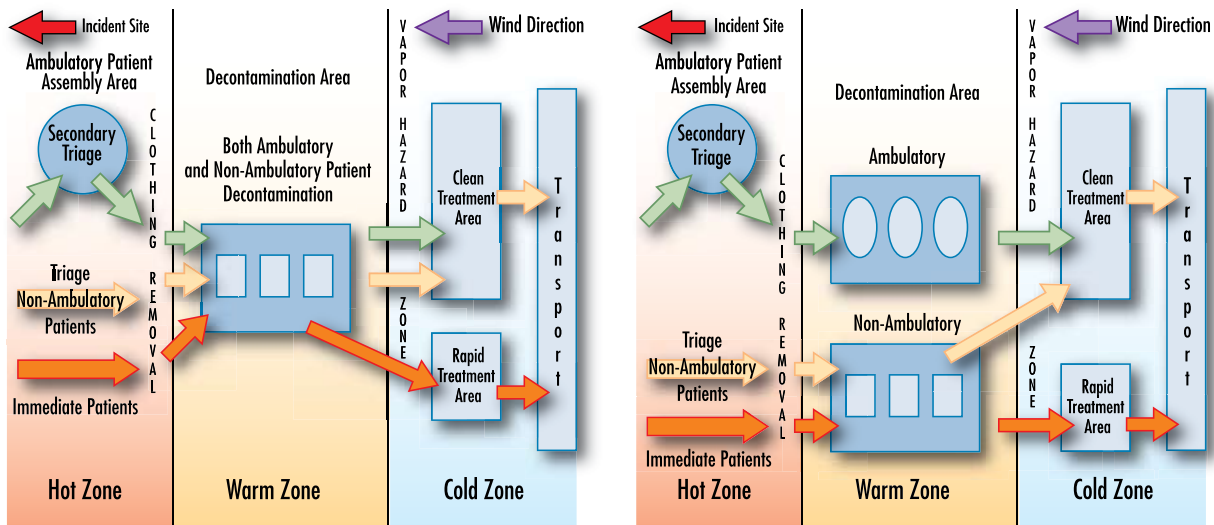 Incident Site
Wind Direction
Ambulatory Patient
Assembly Area
Secondary
Triage
CLOTHING REMOVAL
Triage
Non-Ambulatory
Patients
Immediate Patients
Hot Zone
Decontamination Area
Both Ambulatory
and Non-Ambulatory Patient
Decontamination
Warm Zone
VAPOR HAZARD ZONE
Clean
Treatment
Area
Rapid
Treatment
Area
Transport
Cold Zone
Incident Site
Wind Direction
Ambulatory Patient
Assembly Area
Secondary
Triage
CLOTHING REMOVAL
Triage
Non-Ambulatory
Patients
Immediate Patients
Hot Zone
Decontamination Area
Ambulatory
Non-Ambulatory
Warm Zone
VAPOR HAZARD ZONE
Clean
Treatment
Area
Rapid
Treatment
Area
Transport
Cold Zone